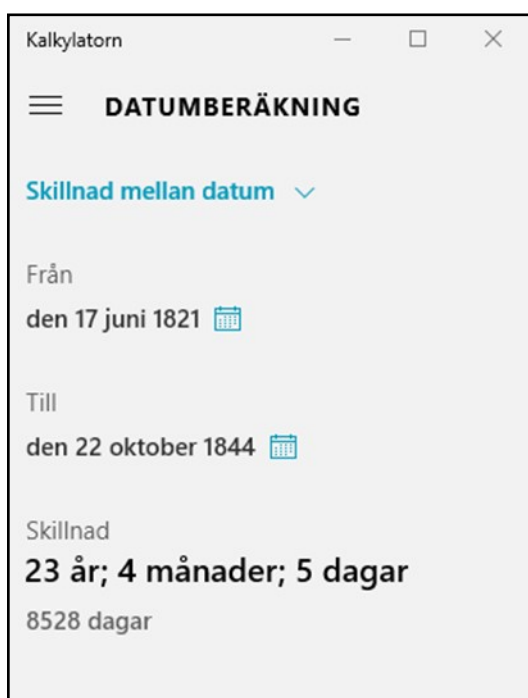 Kalkylatorn
DATUMBERÄKNING
Skillnad mellan datum
Från
den 17 juni 1821
Till
den 22 oktober 1844
Skillnad
23 år; 4 månader; 5 dagar
8528 dagar